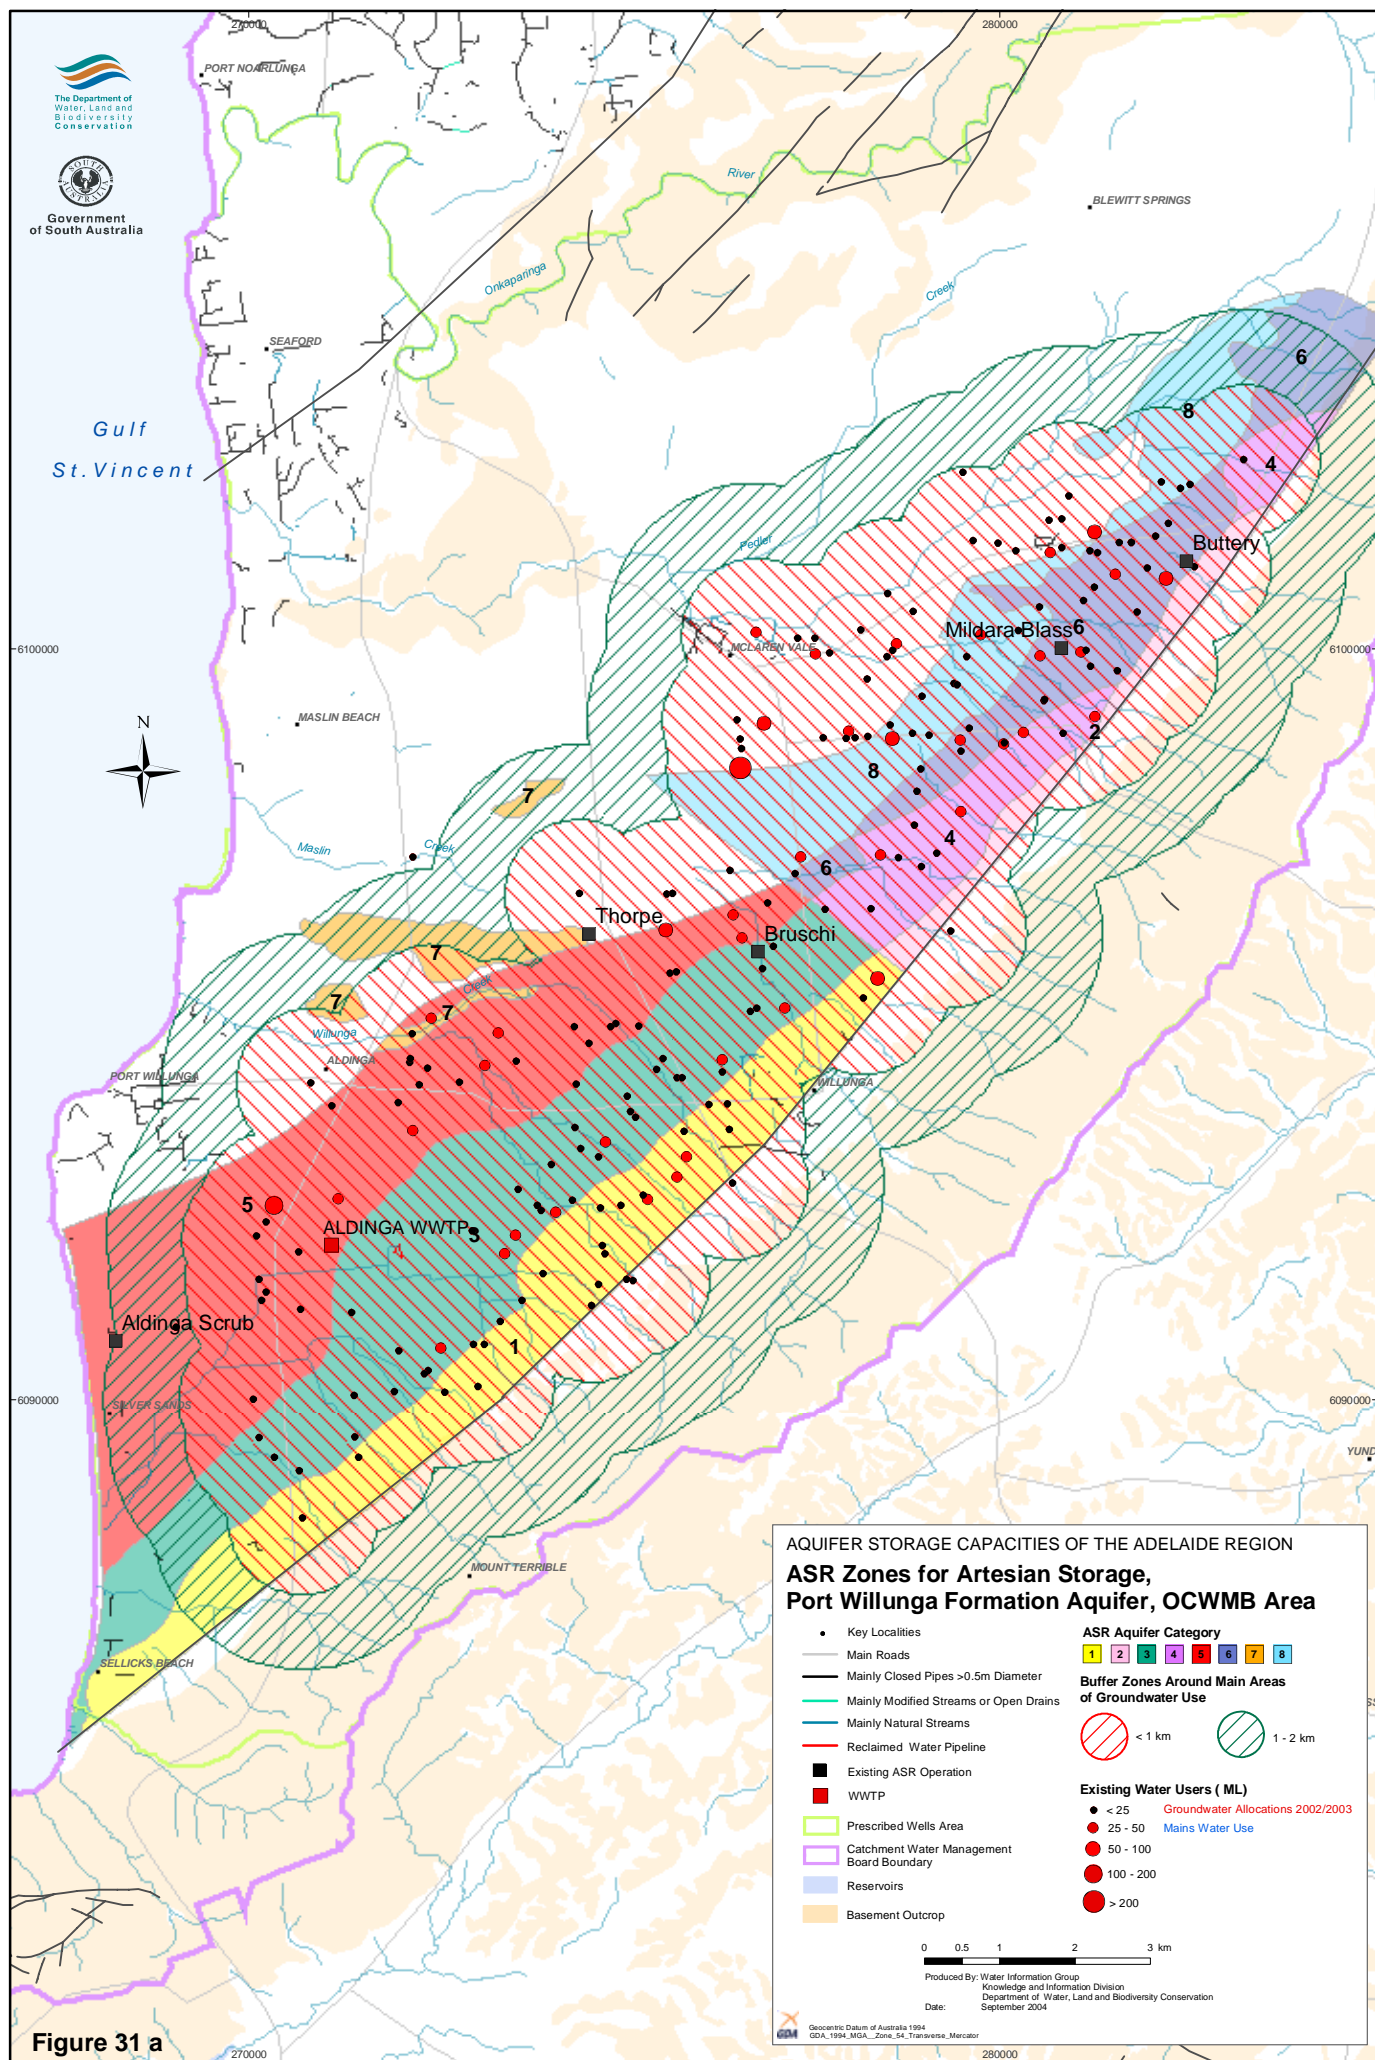 270000
280000
PORT NOARLUNGA
The Department of
Water, Land and
Biodiversity
Conservation
SOUTH
AUSTRALIA
Government
of South Australia
River
BLEWITT SPRINGS
Onkaparinga
Creek
SEAFORD
6
Gulf
St.Vincent
8
4
Pedler
Buttery
Mildara Blass
6
6100000
MCLAREN VALE
6100000
N
MASLIN BEACH
2
8
7
Maslin
Creek
4
6
Thorpe
Bruschi
7
Creek
7
7
Willunga
ALDINGA
PORT WILLUNGA
WILLUNGA
5
ALDINGA WWTP
3
Aldinga Scrub
1
6090000
SILVER SANDS
6090000
YUND
MOUNT TERRIBLE
SELLICKS BEACH
AQUIFER STORAGE CAPACITIES OF THE ADELAIDE REGION
ASR Zones for Artesian Storage,
Port Willunga Formation Aquifer, OCWMB Area
Key Localities
Main Roads
Mainly Closed Pipes >0.5m Diameter
Mainly Modified Streams or Open Drains
Mainly Natural Streams
Reclaimed Water Pipeline
Existing ASR Operation
WWTP
Prescribed Wells Area
Catchment Water Management
Board Boundary
Reservoirs
Basement Outcrop
ASR Aquifer Category
1 2 3 4 5 6 7 8
Buffer Zones Around Main Areas
of Groundwater Use
< 1 km
1 - 2 km
Existing Water Users ( ML)
< 25
Groundwater Allocations 2002/2003
25 - 50
Mains Water Use
50 - 100
100 - 200
> 200
0 0.5 1 2 3 km
Produced By: Water Information Group
Knowledge and Information Division
Department of Water, Land and Biodiversity Conservation
Date: September 2004
GDA
Geocentric Datum of Australia 1994
GDA_1994_MGA__Zone_54_Transverse_Mercator
Figure 31 a
270000
280000